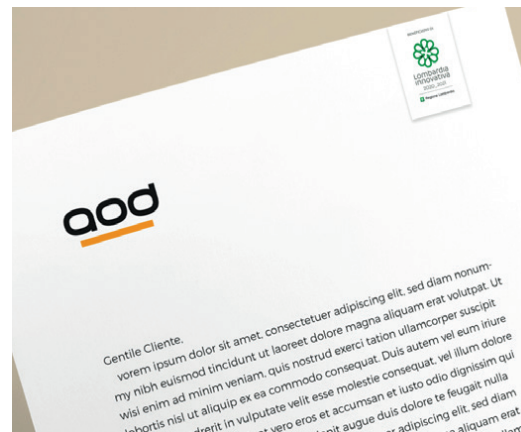 Lombardia
innovativa
Regione Lombardia
aod
Gentile Cliente,
vorem ipsum dolor sit amet, consectetuer adipiscing elit, sed diam nonum-
my nibh euismod tincidunt ut laoreet dolore magna aliquam erat volutpat. Ut
wisi enim ad minim veniam, quis nostrud exerci tation ullamcorper suscipit
lobortis nisl ut aliquip ex ea commodo consequat. Duis autem vel eum iriure
drerit in vulputate velit esse molestie consequat, vel illum dolore
vero eros et accumsan et iusto odio dignissim qui
augue duis dolore te feugait nulla
adipiscing elit, sed diam
aliquam erat